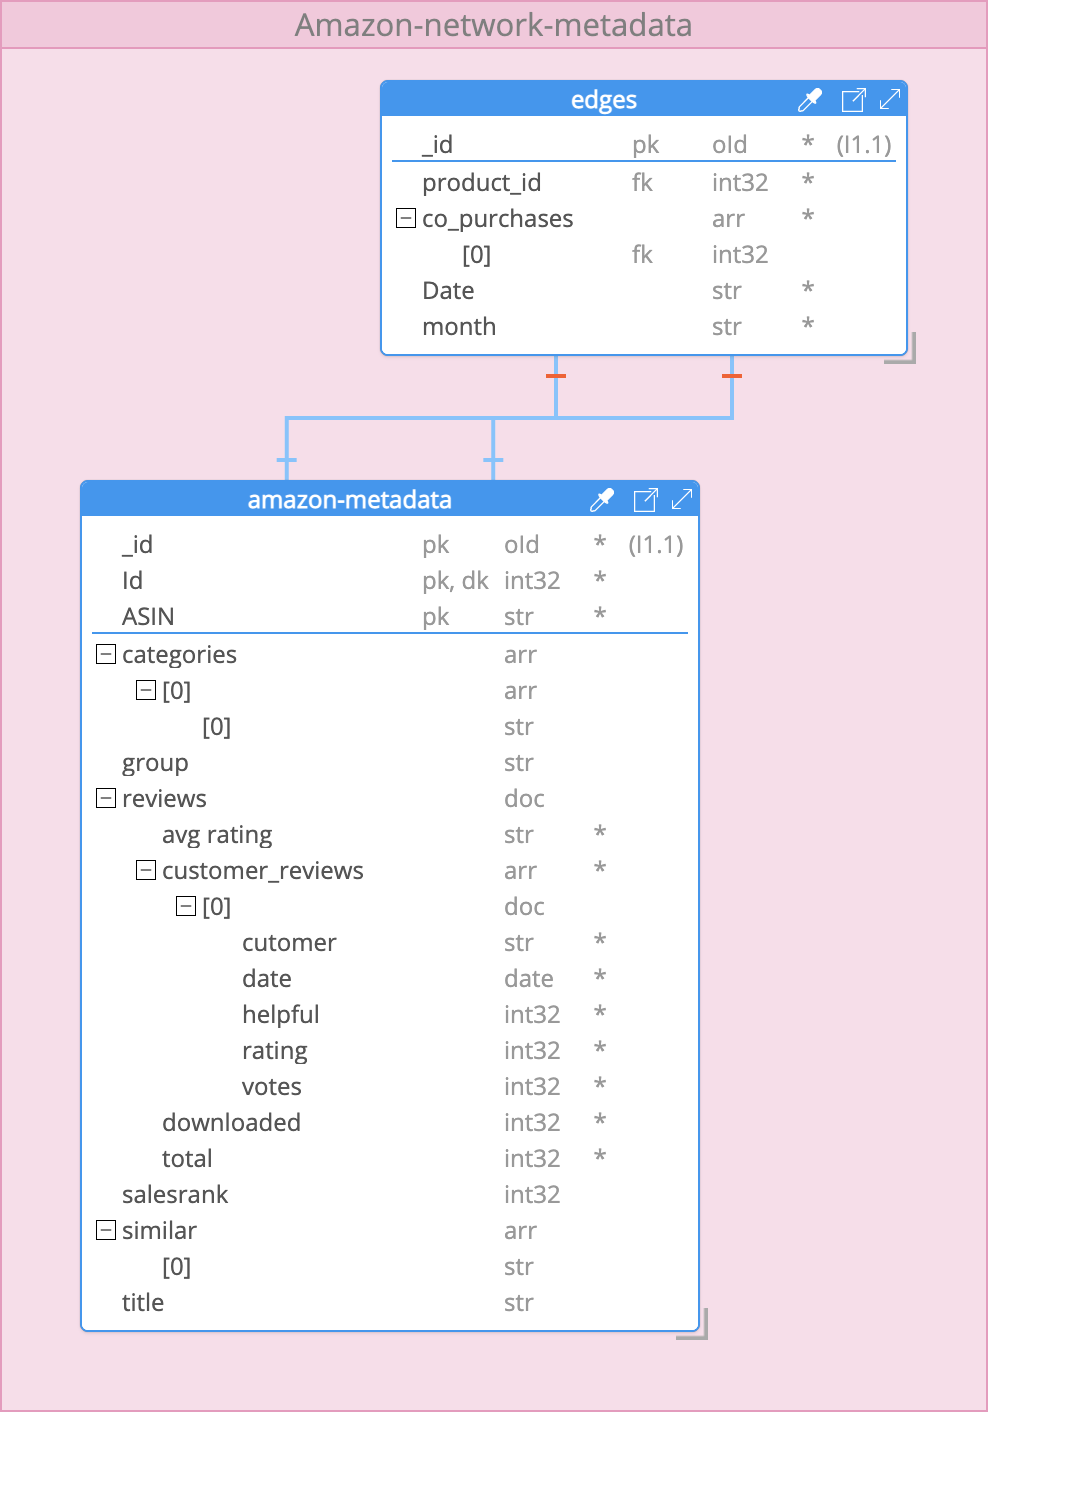 Amazon-network-metadata
edges
_id pk oId * (I1.1)
product_id fk int32 *
co_purchases arr *
[0] fk int32
Date str *
month str *
amazon-metadata
_id pk oId * (I1.1)
Id pk, dk int32 *
ASIN pk str *
categories arr
[0] arr
[0] str
group str
reviews doc
avg rating str *
customer_reviews arr *
[0] doc
cutomer str *
date date *
helpful int32 *
rating int32 *
votes int32 *
downloaded int32 *
total int32 *
salesrank int32
similar arr
[0] str
title str